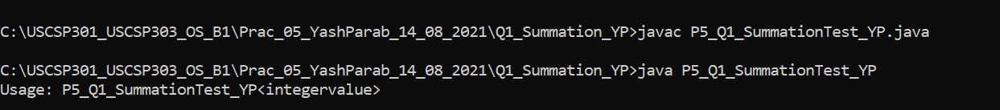 C:\USCSP301_USCSP303_OS_B1\Prac_05_YashParab_14_08_2021\Q1_Summation_YP>javac P5_Q1_SummationTest_YP.java
C:\USCSP301_USCSP303_OS_B1\Prac_05_YashParab_14_08_2021\Q1_Summation_YP>java P5_Q1_SummationTest_YP
Usage: P5_Q1_SummationTest_YP<integervalue>